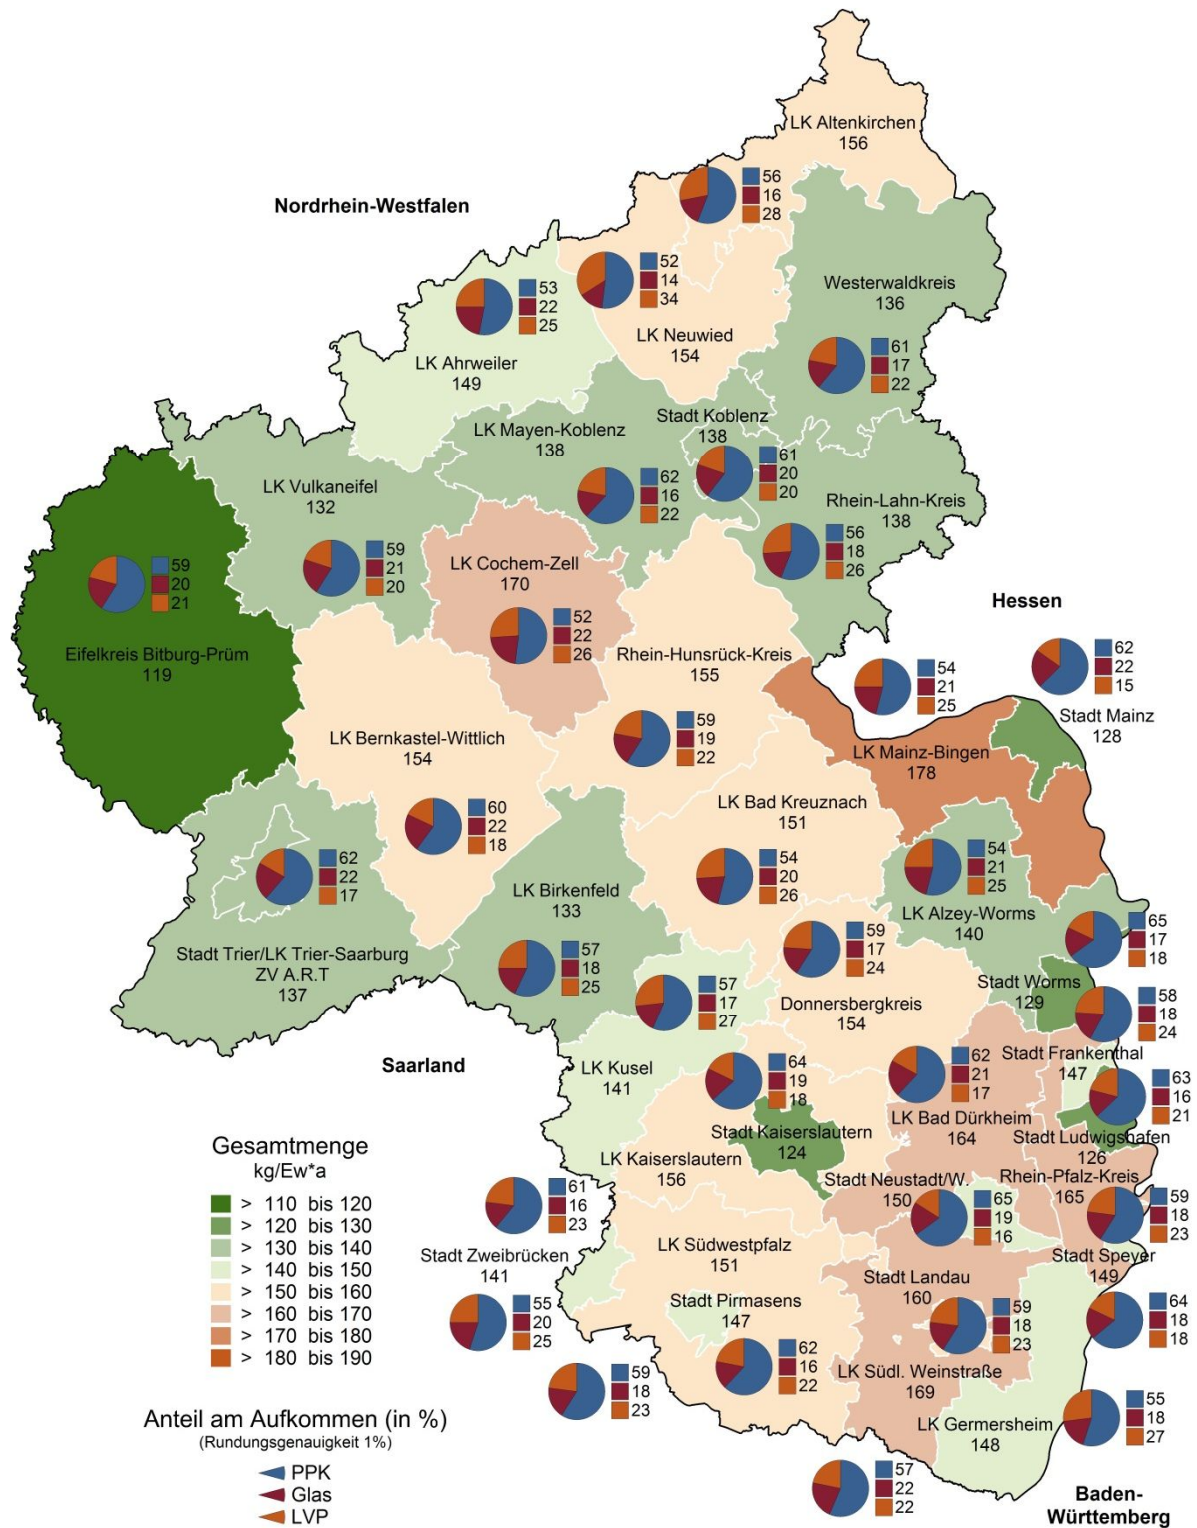 LK Altenkirchen
156
56
16
28
Nordrhein-Westfalen
52
14
34
53
22
25
Westerwaldkreis
136
LK Neuwied
154
61
17
22
LK Ahrweiler
149
Stadt Koblenz
138
LK Mayen-Koblenz
138
61
20
20
62
16
22
LK Vulkaneifel
132
Rhein-Lahn-Kreis
138
56
18
26
59
21
20
59
20
21
LK Cochem-Zell
170
52
22
26
Hessen
Eifelkreis Bitburg-Prüm
119
Rhein-Hunsrück-Kreis
155
54
21
25
62
22
15
Stadt Mainz
128
59
19
22
LK Bernkastel-Wittlich
154
LK Mainz-Bingen
178
60
22
18
LK Bad Kreuznach
151
62
22
17
54
20
26
54
21
25
LK Birkenfeld
133
LK Alzey-Worms
140
65
17
18
Stadt Trier/LK Trier-Saarburg
ZV A.R.T
137
57
18
25
59
17
24
57
17
27
Stadt Worms
129
58
18
24
Donnersbergkreis
154
Saarland
LK Kusel
141
64
19
18
62
21
17
Stadt Frankenthal
147
63
16
21
LK Bad Dürkheim
164
Stadt Kaiserslautern
124
Stadt Ludwigshafen
126
LK Kaiserslautern
156
Stadt Neustadt/W.
150
Rhein-Pfalz-Kreis
165
61
16
23
65
19
16
59
18
23
Stadt Zweibrücken
141
LK Südwestpfalz
151
Stadt Speyer
149
Stadt Landau
160
55
20
25
Stadt Pirmasens
147
59
18
23
64
18
18
59
18
23
62
16
22
LK Südl. Weinstraße
169
LK Germersheim
148
55
18
27
57
22
22
Baden-
Württemberg
Gesamtmenge
kg/Ew*a
> 110 bis 120
> 120 bis 130
> 130 bis 140
> 140 bis 150
> 150 bis 160
> 160 bis 170
> 170 bis 180
> 180 bis 190
Anteil am Aufkommen (in %)
(Rundungsgenauigkeit 1%)
PPK
Glas
LVP